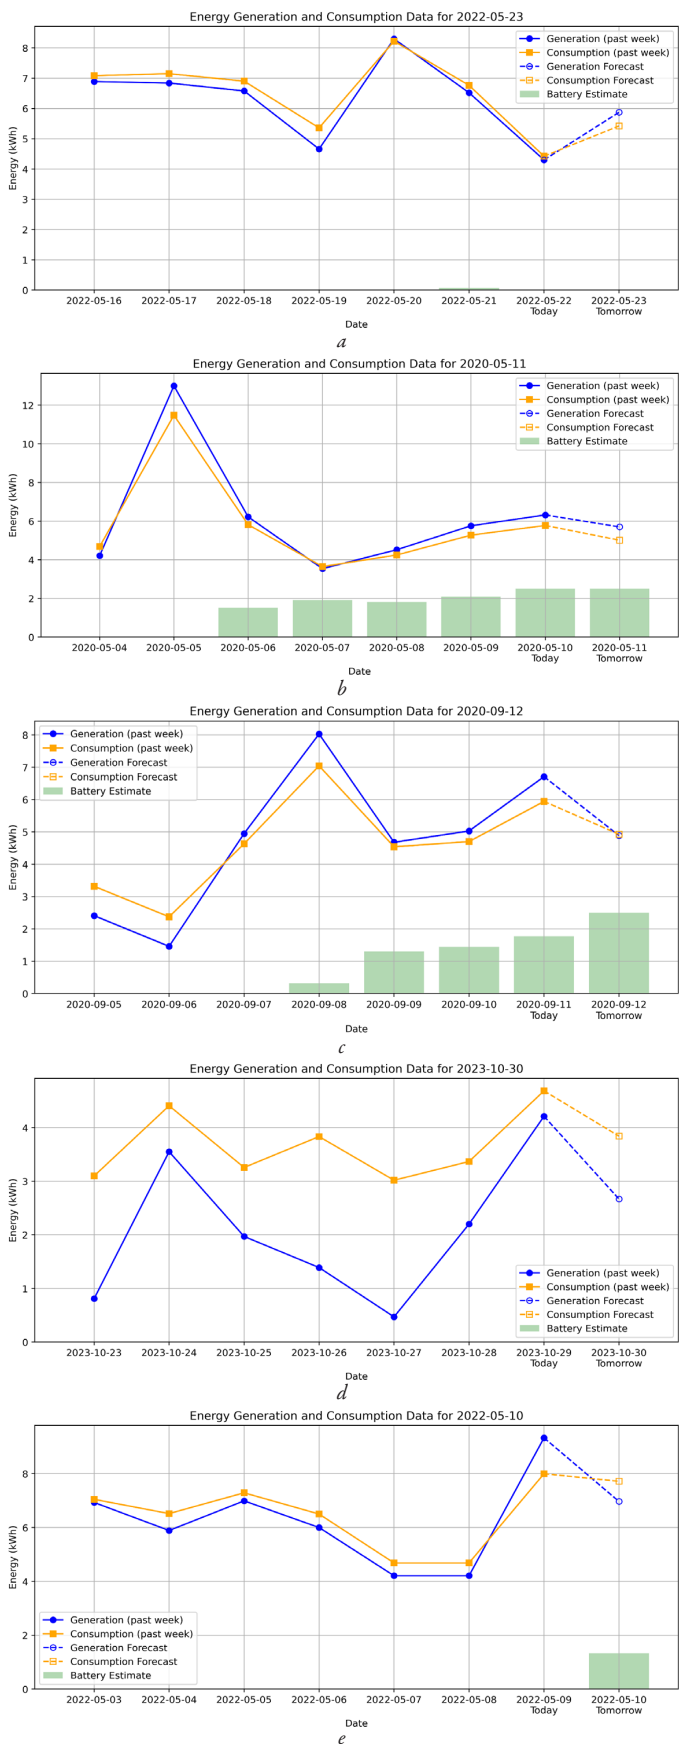 Energy Generation and Consumption Data for 2022-05-23
Generation (past week)
Consumption (past week)
Generation Forecast
Consumption Forecast
Battery Estimate
Energy (kWh)
8
7
6
5
4
3
2
1
0
2022-05-16 2022-05-17 2022-05-18 2022-05-19 2022-05-20 2022-05-21 2022-05-22 2022-05-23
Today Tomorrow
Date
a
Energy Generation and Consumption Data for 2020-05-11
Generation (past week)
Consumption (past week)
Generation Forecast
Consumption Forecast
Battery Estimate
Energy (kWh)
12
10
8
6
4
2
0
2020-05-04 2020-05-05 2020-05-06 2020-05-07 2020-05-08 2020-05-09 2020-05-10 2020-05-11
Today Tomorrow
Date
b
Energy Generation and Consumption Data for 2020-09-12
Generation (past week)
Consumption (past week)
Generation Forecast
Consumption Forecast
Battery Estimate
Energy (kWh)
8
7
6
5
4
3
2
1
0
2020-09-05 2020-09-06 2020-09-07 2020-09-08 2020-09-09 2020-09-10 2020-09-11 2020-09-12
Today Tomorrow
Date
c
Energy Generation and Consumption Data for 2023-10-30
Energy (kWh)
4
3
2
1
0
Generation (past week)
Consumption (past week)
Generation Forecast
Consumption Forecast
Battery Estimate
2023-10-23 2023-10-24 2023-10-25 2023-10-26 2023-10-27 2023-10-28 2023-10-29 2023-10-30
Today Tomorrow
Date
d
Energy Generation and Consumption Data for 2022-05-10
Energy (kWh)
8
6
4
2
0
Generation (past week)
Consumption (past week)
Generation Forecast
Consumption Forecast
Battery Estimate
2022-05-03 2022-05-04 2022-05-05 2022-05-06 2022-05-07 2022-05-08 2022-05-09 2022-05-10
Today Tomorrow
Date
e